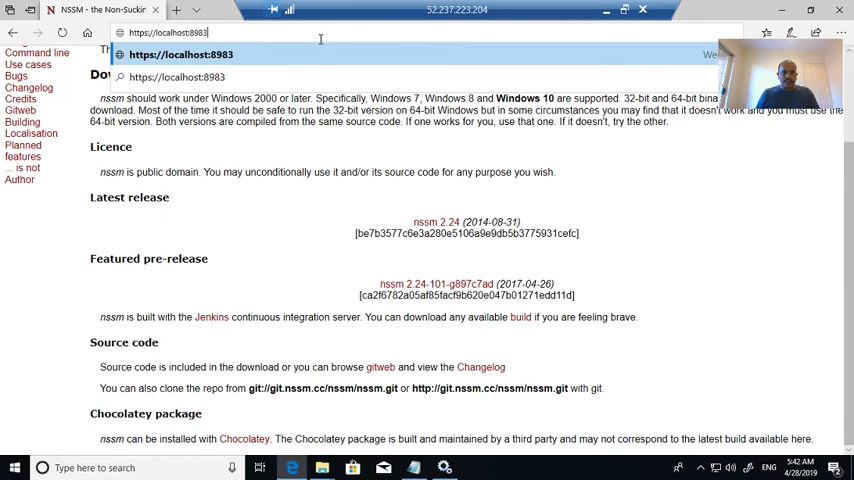 52.237.223.204
NSSM - the Non-Suckin
https://localhost:8983
https://localhost:8983
https://localhost:8983
Command line
Use cases
Bugs
Changelog
Credits
Gitweb
Building
Localisation
Planned
features
... is not
Author
nssm should work under Windows 2000 or later. Specifically, Windows 7, Windows 8 and Windows 10 are supported. 32-bit and 64-bit
download. Most of the time it should be safe to run the 32-bit version on 64-bit Windows but in some circumstances you may find that it doesn't work and you must use the
64-bit version. Both versions are compiled from the same source code. If one works for you, use that one. If it doesn't, try the other.
Licence
nssm is public domain. You may unconditionally use it and/or its source code for any purpose you wish.
Latest release
nssm 2.24 (2014-08-31)
[be7b3577c6e3a280e5106a9e9db5b3775931cefc]
Featured pre-release
nssm 2.24-101-g897c7ad (2017-04-26)
[ca2f6782a05af85facf9b620e047b01271edd11d]
nssm is built with the Jenkins continuous integration server. You can download any available build if you are feeling brave.
Source code
Source code is included in the download or you can browse gitweb and view the Changelog
You can also clone the repo from git://git.nssm.cc/nssm/nssm.git or http://git.nssm.cc/nssm/nssm.git with git.
Chocolatey package
nssm can be installed with Chocolatey. The Chocolatey package is built and maintained by a third party and may not correspond to the latest build available here.
Type here to search
ENG
5:42 AM
4/28/2019
2